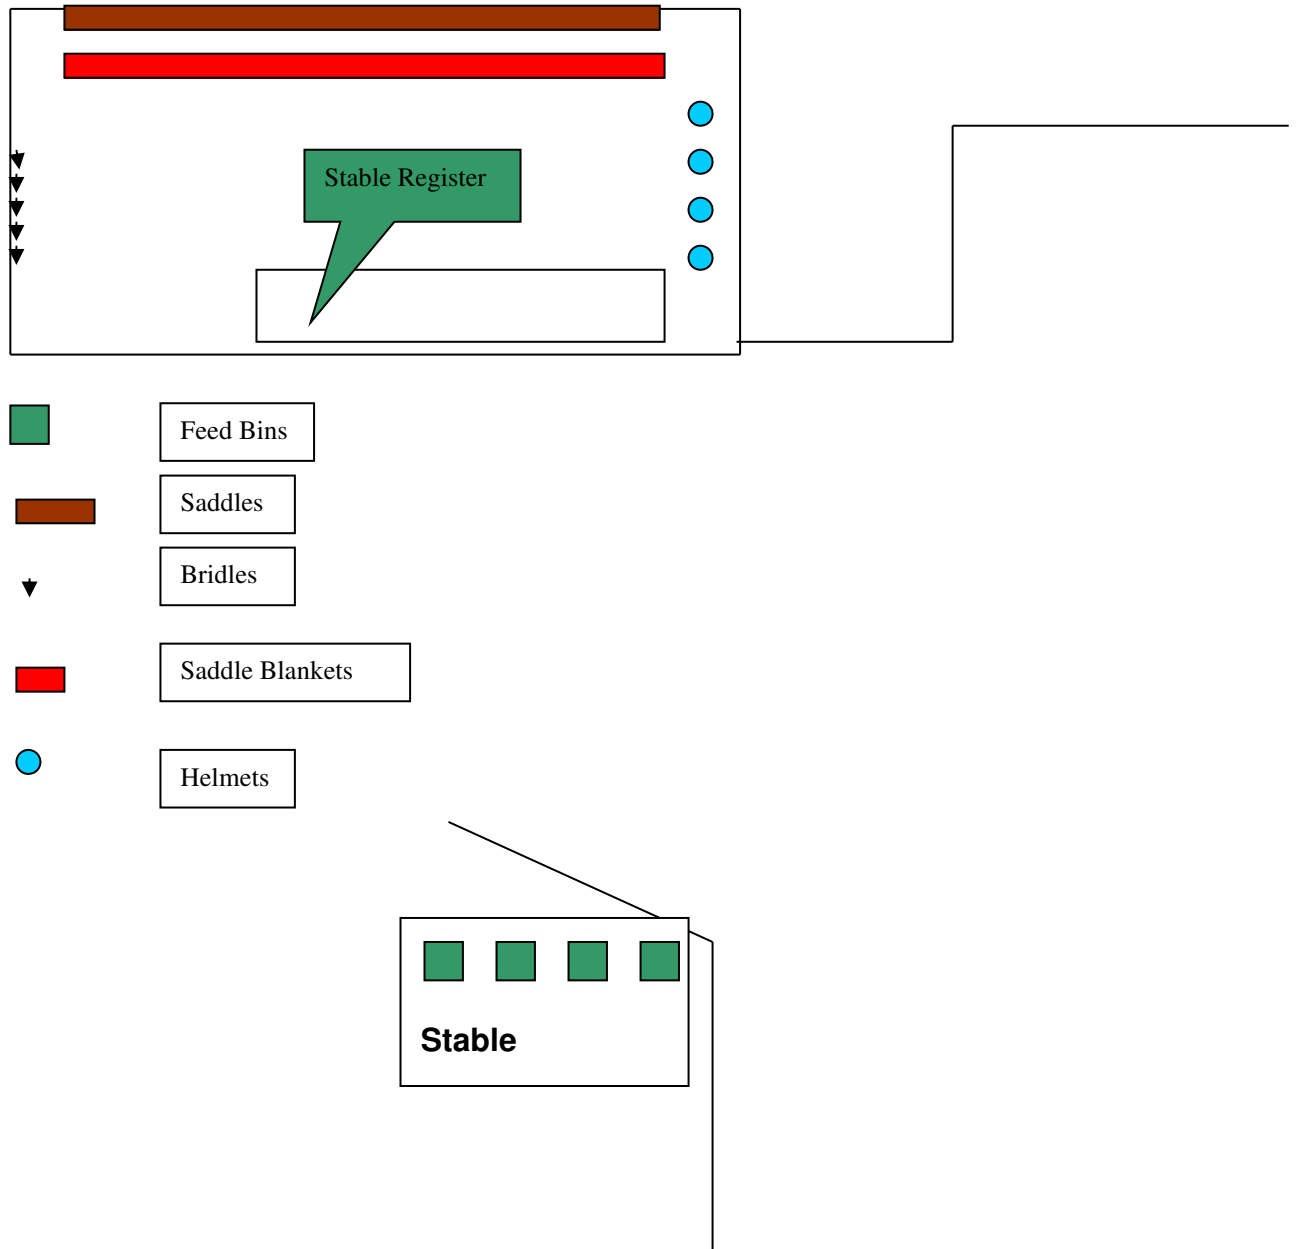 Stable Register
Feed Bins
Saddles
Bridles
Saddle Blankets
Helmets
Stable